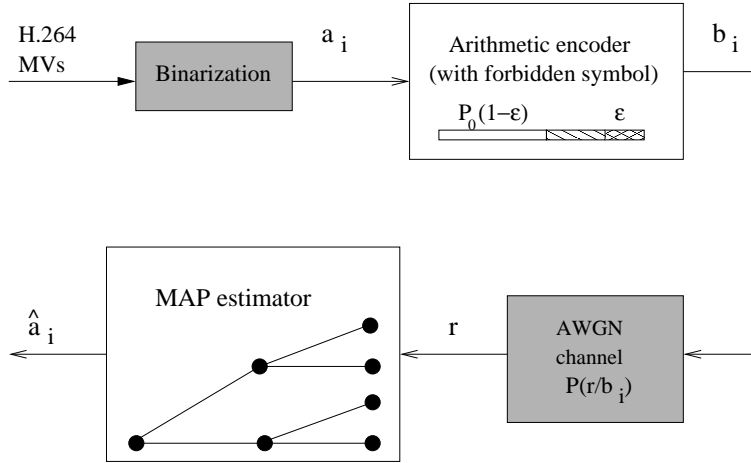 H.264
MVs
Binarization
a i
Arithmetic encoder
(with forbidden symbol)
P0(1−ε)
ε
b i
MAP estimator
^a i
r
AWGN
channel
P(r/b i)